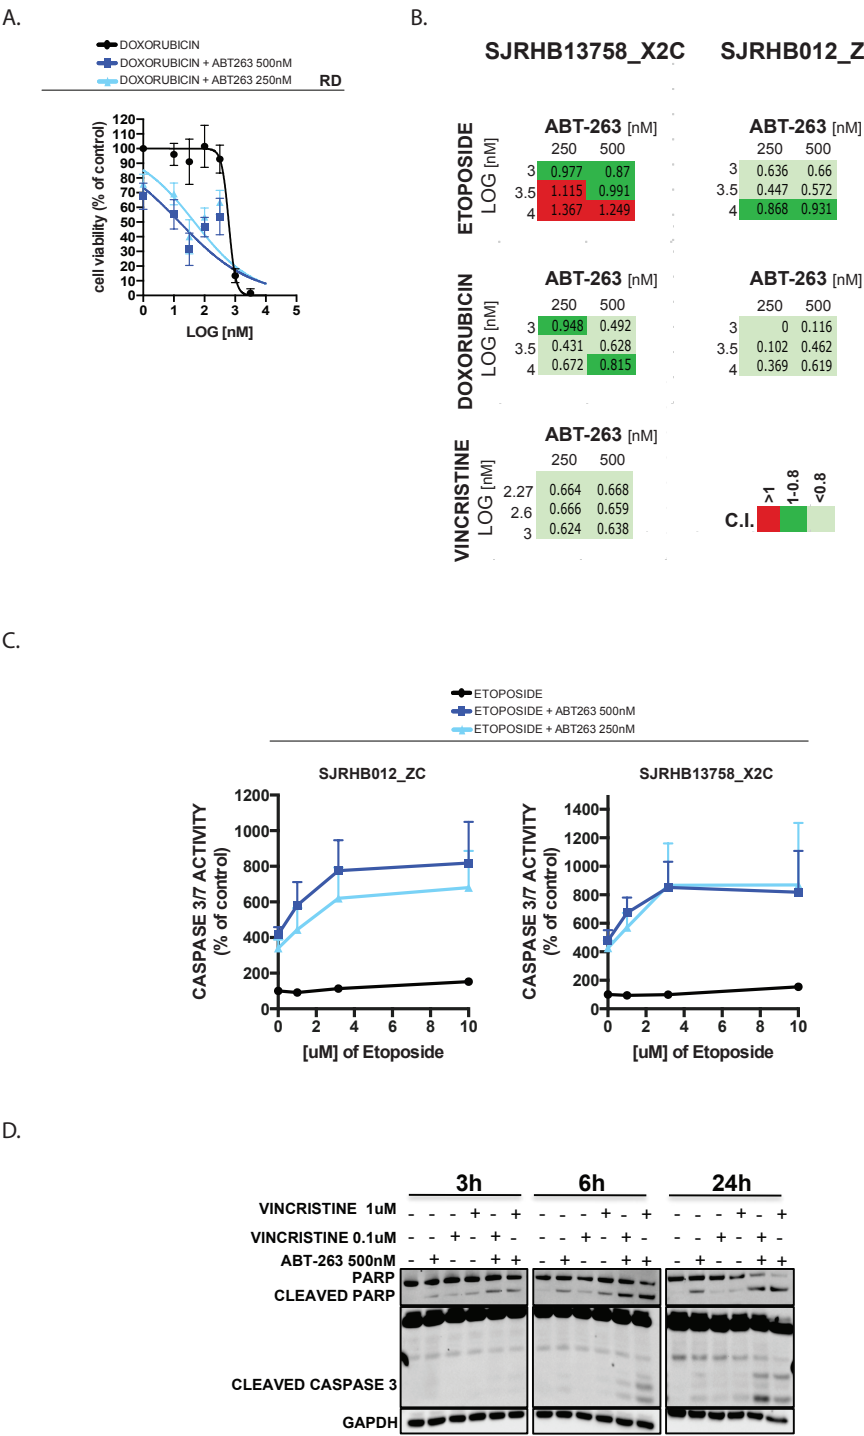 A.
DOXORUBICIN
DOXORUBICIN + ABT263 500nM
DOXORUBICIN + ABT263 250nM
RD
cell viability (% of control)
120
110
100
90
80
70
60
50
40
30
20
10
0
0 1 2 3 4 5
LOG [nM]
B.
SJRHB13758_X2C SJRHB012_Z
ETOPOSIDE
LOG [nM]
ABT-263 [nM]
250 500
3 0.977 0.87
3.5 1.115 0.991
4 1.367 1.249
ABT-263 [nM]
250 500
3 0.636 0.66
3.5 0.447 0.572
4 0.868 0.931
DOXORUBICIN
LOG [nM]
ABT-263 [nM]
250 500
3 0.948 0.492
3.5 0.431 0.628
4 0.672 0.815
ABT-263 [nM]
250 500
3 0 0.116
3.5 0.102 0.462
4 0.369 0.619
VINCRISTINE
LOG [nM]
ABT-263 [nM]
250 500
2.27 0.664 0.668
2.6 0.666 0.659
3 0.624 0.638
C.I.
>1
1-0.8
<0.8
C.
ETOPOSIDE
ETOPOSIDE + ABT263 500nM
ETOPOSIDE + ABT263 250nM
SJRHB012_ZC
CASPASE 3/7 ACTIVITY
(% of control)
1200
1000
800
600
400
200
0
0 2 4 6 8 10
[uM] of Etoposide
SJRHB13758_X2C
CASPASE 3/7 ACTIVITY
(% of control)
1400
1200
1000
800
600
400
200
0
0 2 4 6 8 10
[uM] of Etoposide
D.
3h 6h 24h
VINCRISTINE 1uM - - - + - + - - - + - + - - - + - +
VINCRISTINE 0.1uM - - + - + - - - + - + - - - + - + -
ABT-263 500nM - + - - + + - + - - + + - + - - + +
PARP
CLEAVED PARP
CLEAVED CASPASE 3
GAPDH